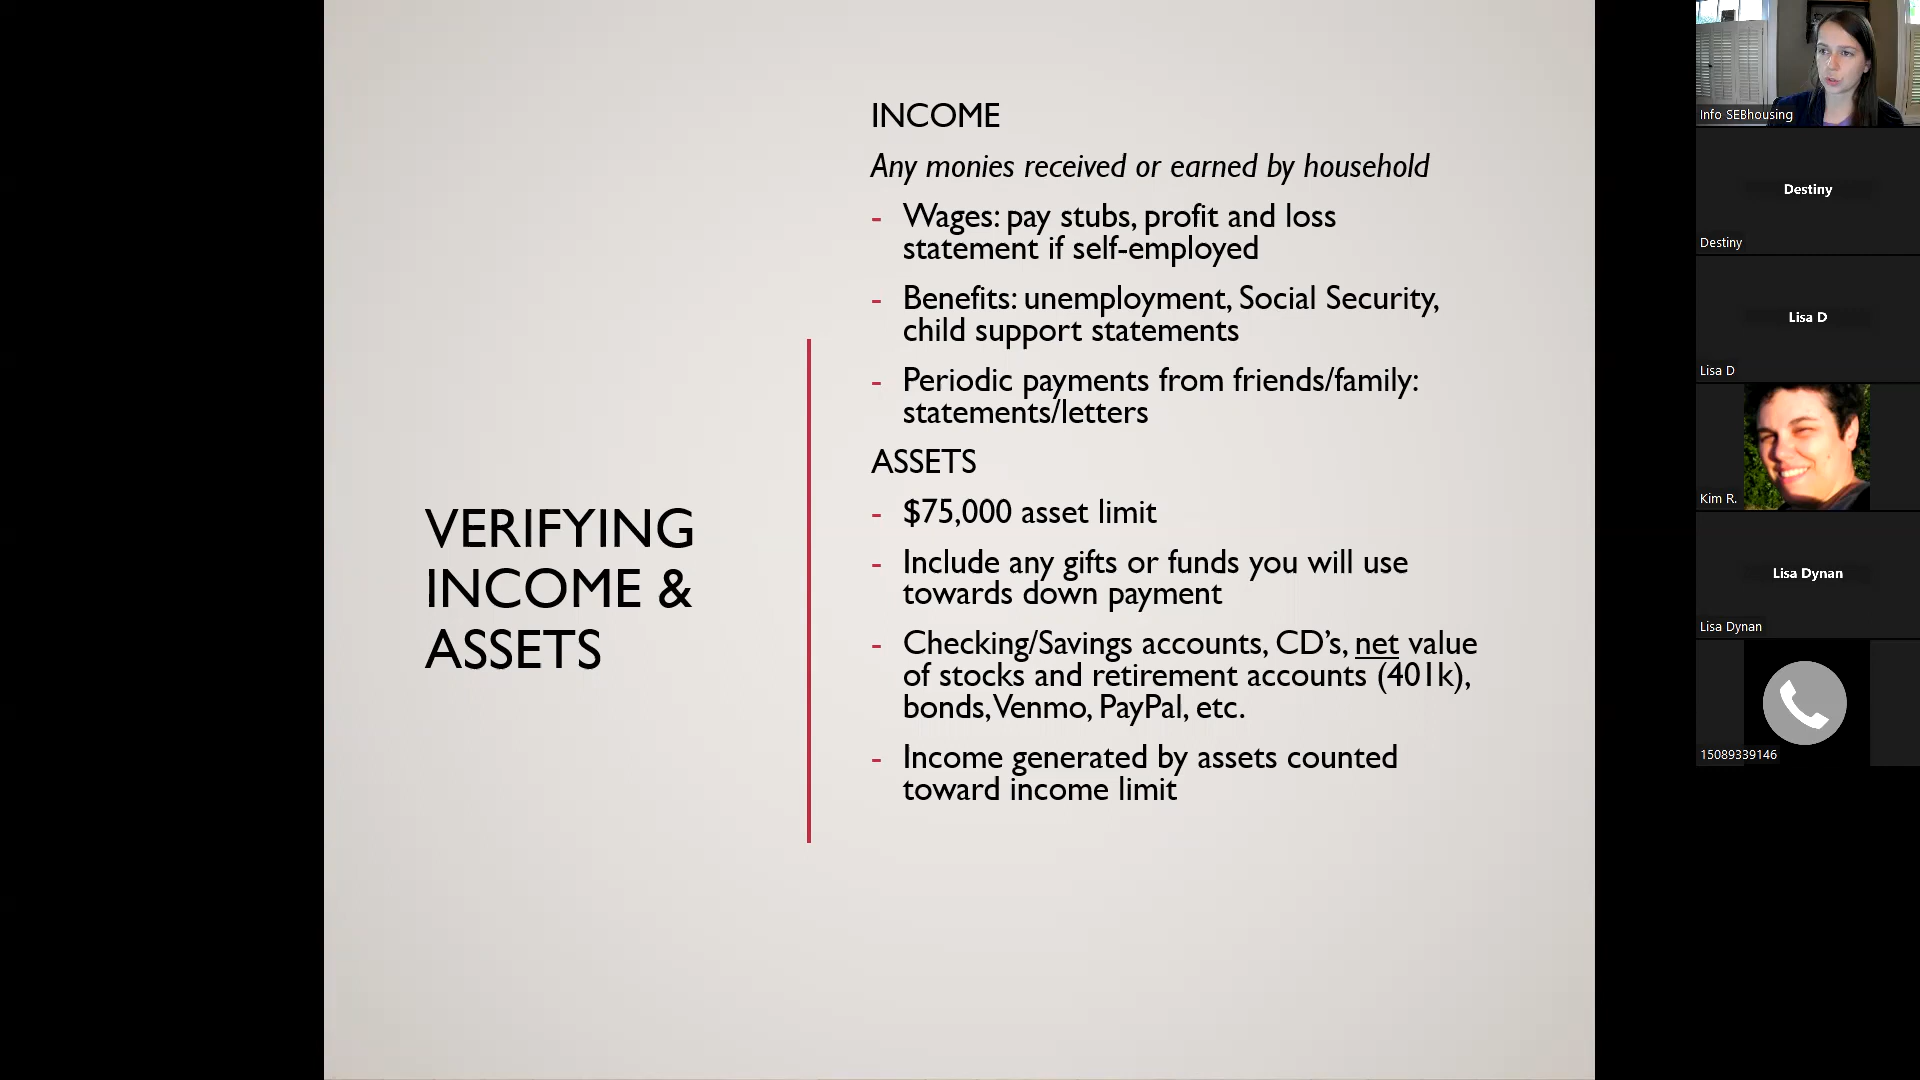 INCOME
Any monies received or earned by household
- Wages: pay stubs, profit and loss
statement if self-employed
- Benefits: unemployment, Social Security,
child support statements
- Periodic payments from friends/family:
statements/letters
ASSETS
- $75,000 asset limit
- Include any gifts or funds you will use
towards down payment
- Checking/Savings accounts, CD’s, net value
of stocks and retirement accounts (401k),
bonds, Venmo, PayPal, etc.
- Income generated by assets counted
toward income limit
VERIFYING
INCOME &
ASSETS
Info SEBhousing
Destiny
Destiny
Lisa D
Lisa D
Kim R.
Lisa Dynan
Lisa Dynan
15089339146